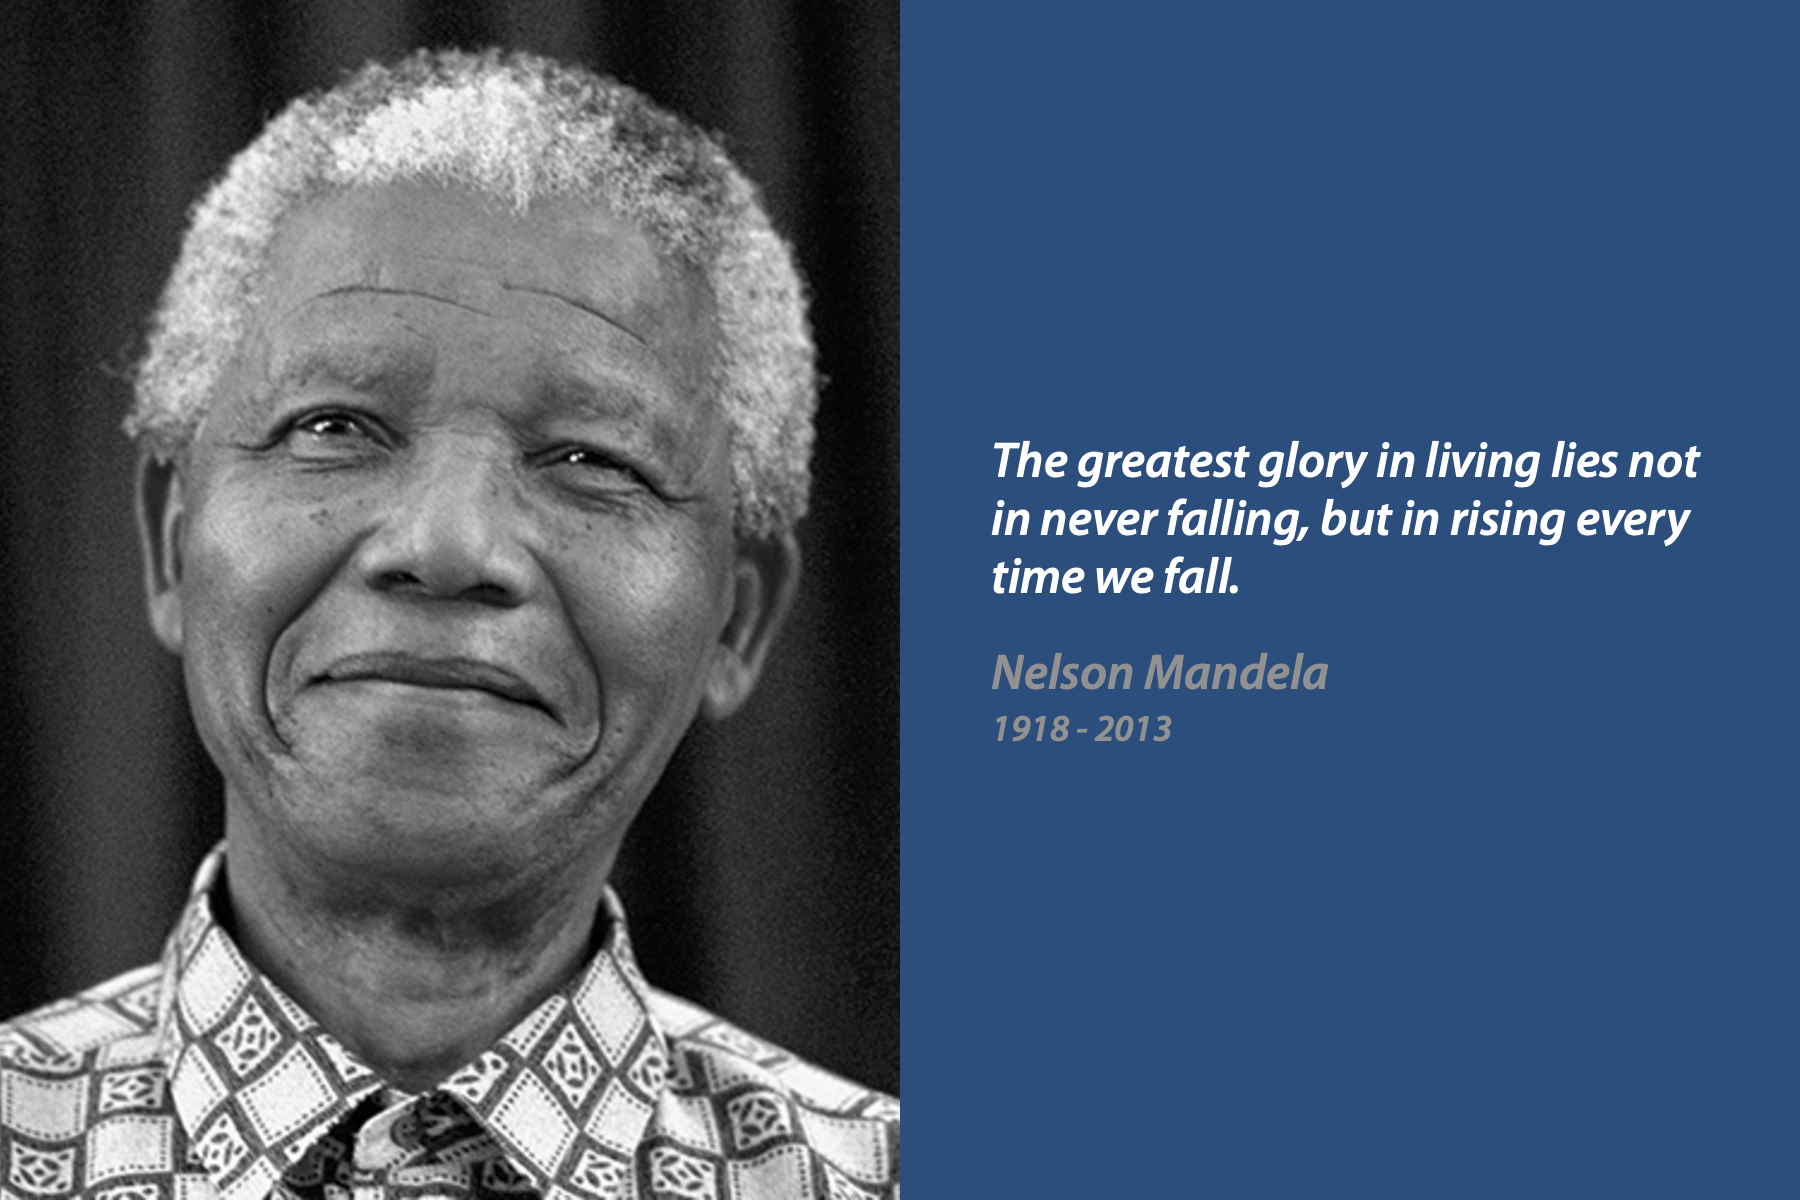 The greatest glory in living lies not
in never falling, but in rising every
time we fall.
Nelson Mandela
1918 - 2013